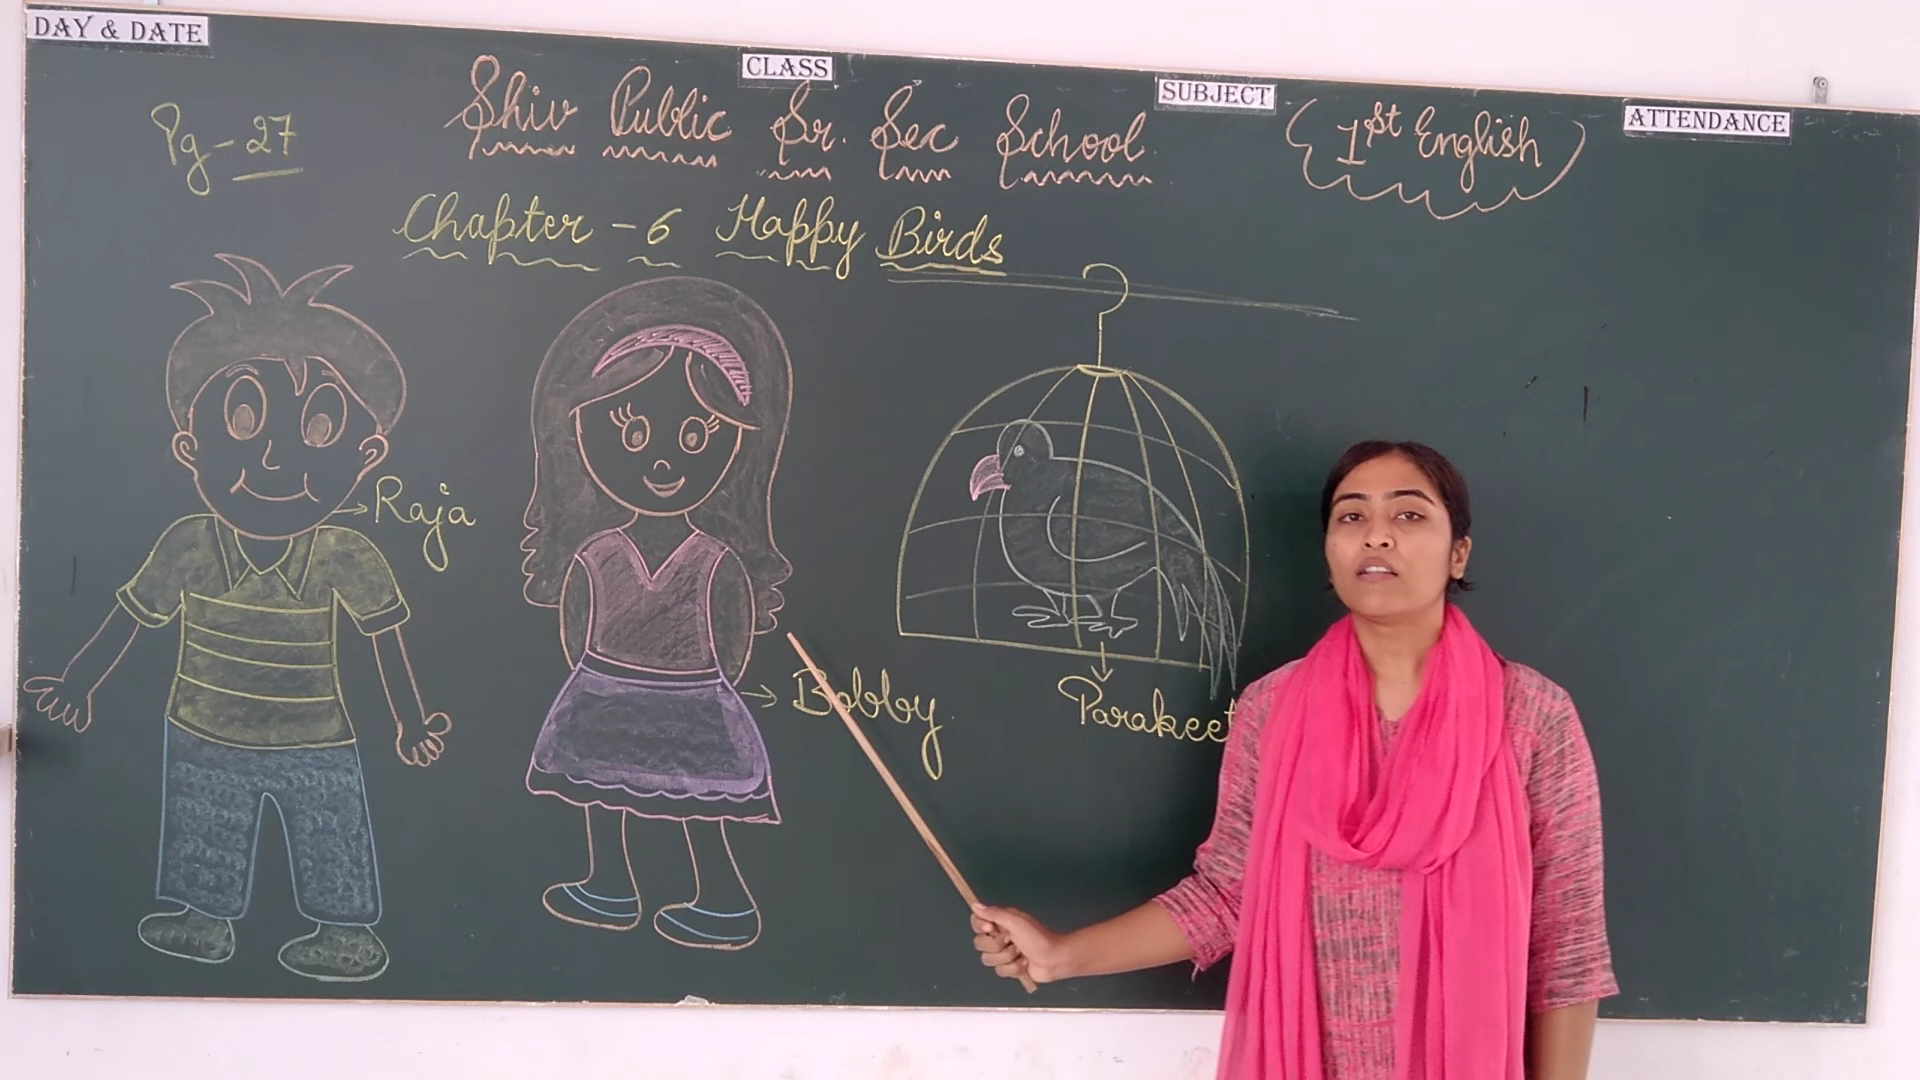 DAY & DATE
CLASS
SUBJECT
ATTENDANCE
Pg-27
Shiv Public Sr. Sec School
1st English
Chapter-6 Happy Birds
Raja
Bobby
Parakeet